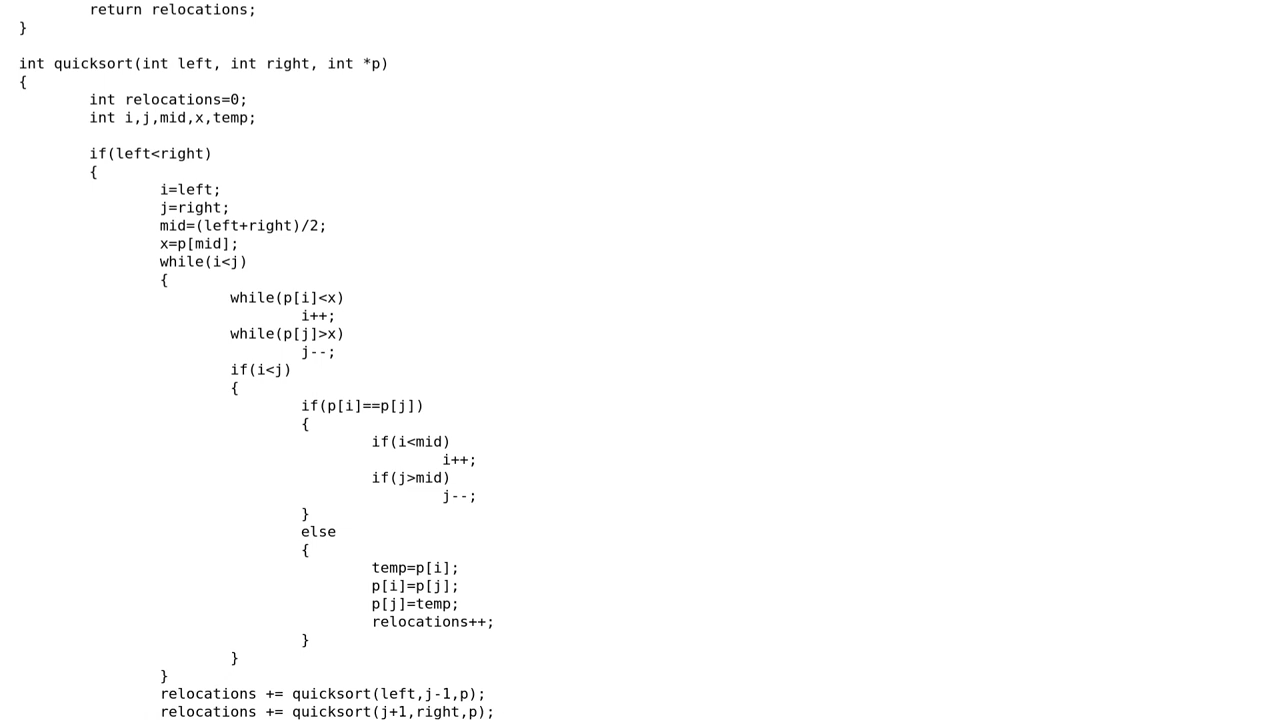 return relocations;
}

int quicksort(int left, int right, int *p)
{
        int relocations=0;
        int i,j,mid,x,temp;

        if(left<right)
        {
                i=left;
                j=right;
                mid=(left+right)/2;
                x=p[mid];
                while(i<j)
                {
                        while(p[i]<x)
                                i++;
                        while(p[j]>x)
                                j--;
                        if(i<j)
                        {
                                if(p[i]==p[j])
                                {
                                        if(i<mid)
                                                i++;
                                        if(j>mid)
                                                j--;
                                }
                                else
                                {
                                        temp=p[i];
                                        p[i]=p[j];
                                        p[j]=temp;
                                        relocations++;
                                }
                        }
                }
                relocations += quicksort(left,j-1,p);
                relocations += quicksort(j+1,right,p);